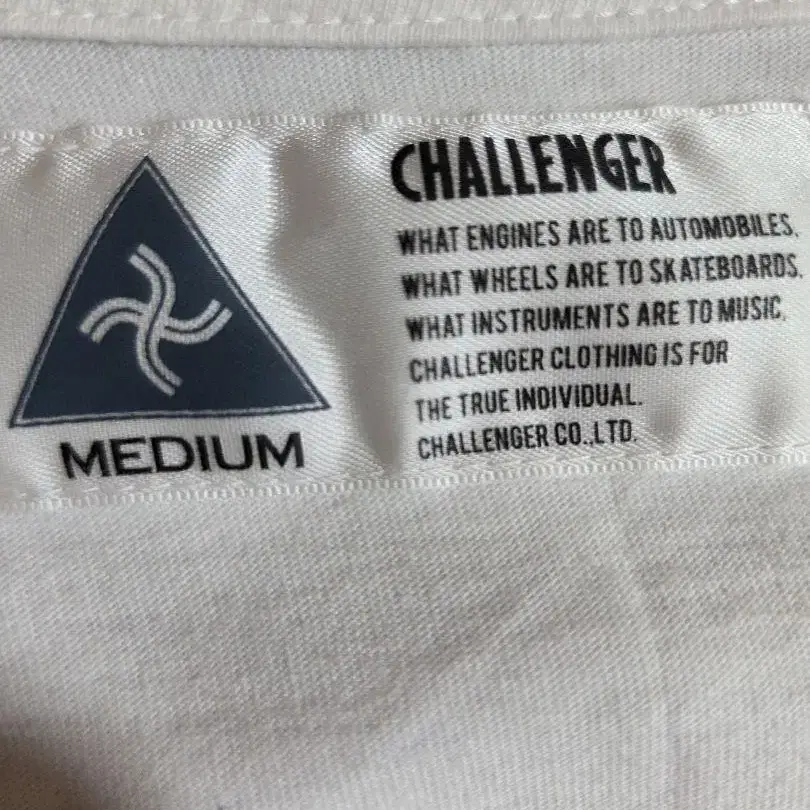 MEDIUM
CHALLENGER
WHAT ENGINES ARE TO AUTOMOBILES.
WHAT WHEELS ARE TO SKATEBOARDS.
WHAT INSTRUMENTS ARE TO MUSIC.
CHALLENGER CLOTHING IS FOR
THE TRUE INDIVIDUAL.
CHALLENGER CO.,LTD.